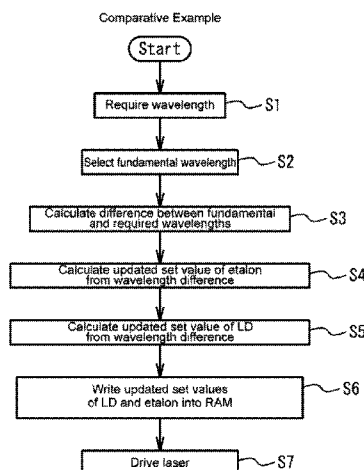 Comparative Example
Start
Require wavelength
S1
Select fundamental wavelength
S2
Calculate difference between fundamental
and required wavelengths
S3
Calculate updated set value of etalon
from wavelength difference
S4
Calculate updated set value of LD
from wavelength difference
S5
Write updated set values
of LD and etalon into RAM
S6
Drive laser
S7